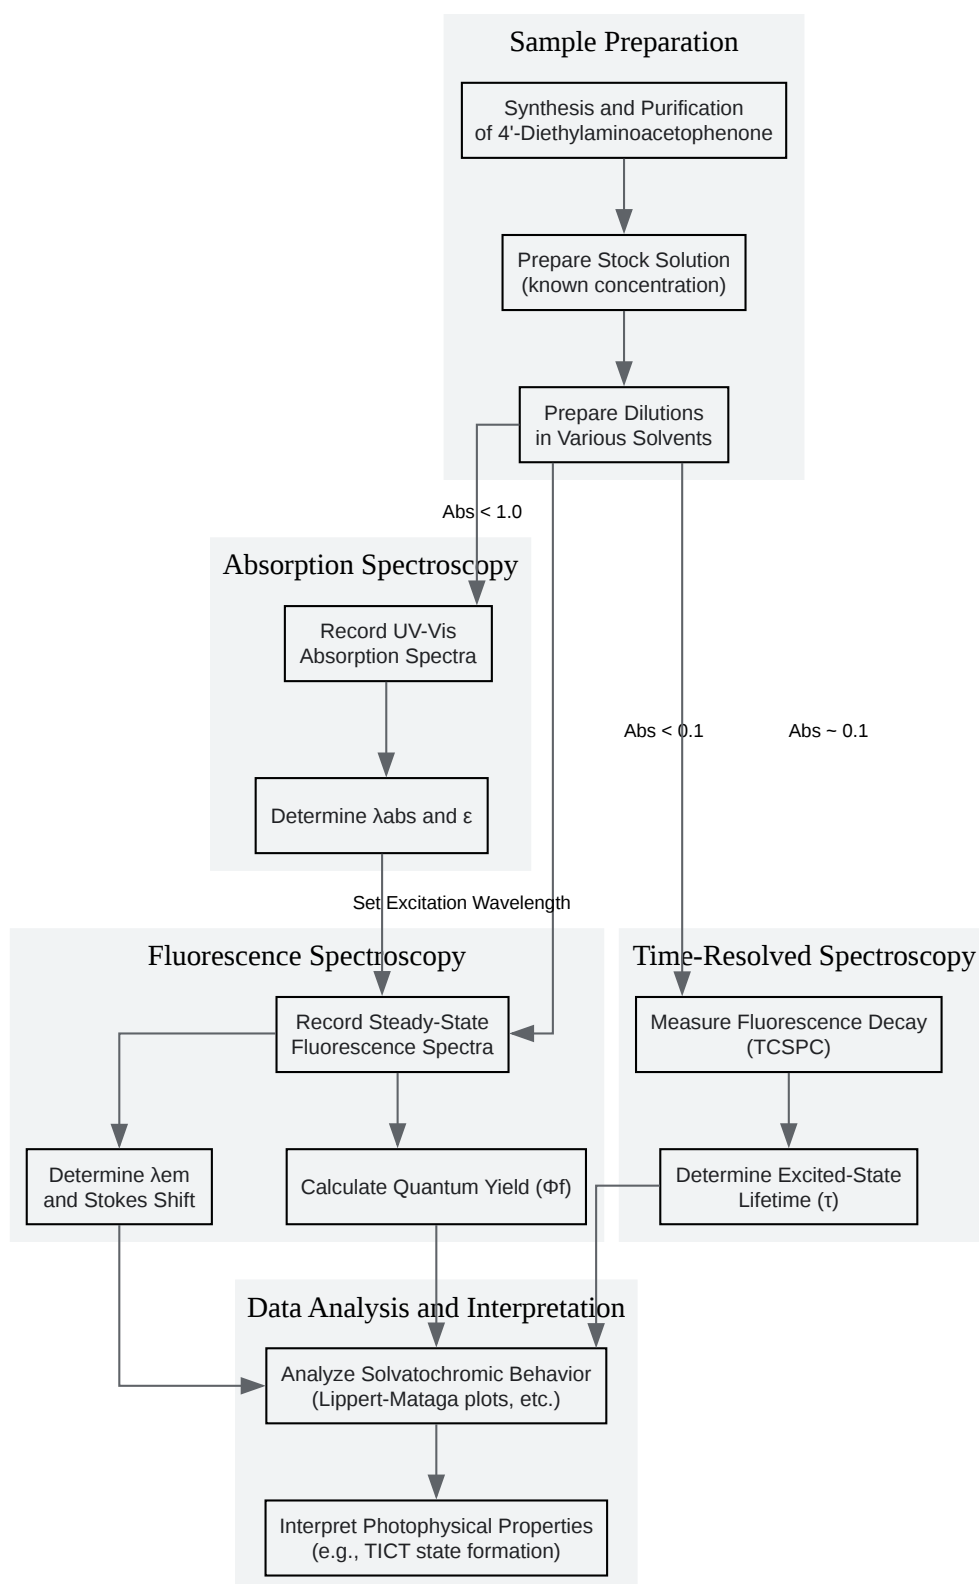 Sample Preparation
Synthesis and Purification
of 4'-Diethylaminoacetophenone
Prepare Stock Solution
(known concentration)
Prepare Dilutions
in Various Solvents
Abs < 1.0
Absorption Spectroscopy
Record UV-Vis
Absorption Spectra
Abs < 0.1
Abs ~ 0.1
Determine λabs and ε
Set Excitation Wavelength
Fluorescence Spectroscopy
Time-Resolved Spectroscopy
Record Steady-State
Fluorescence Spectra
Measure Fluorescence Decay
(TCSPC)
Determine λem
and Stokes Shift
Calculate Quantum Yield (Φf)
Determine Excited-State
Lifetime (τ)
Data Analysis and Interpretation
Analyze Solvatochromic Behavior
(Lippert-Mataga plots, etc.)
Interpret Photophysical Properties
(e.g., TICT state formation)